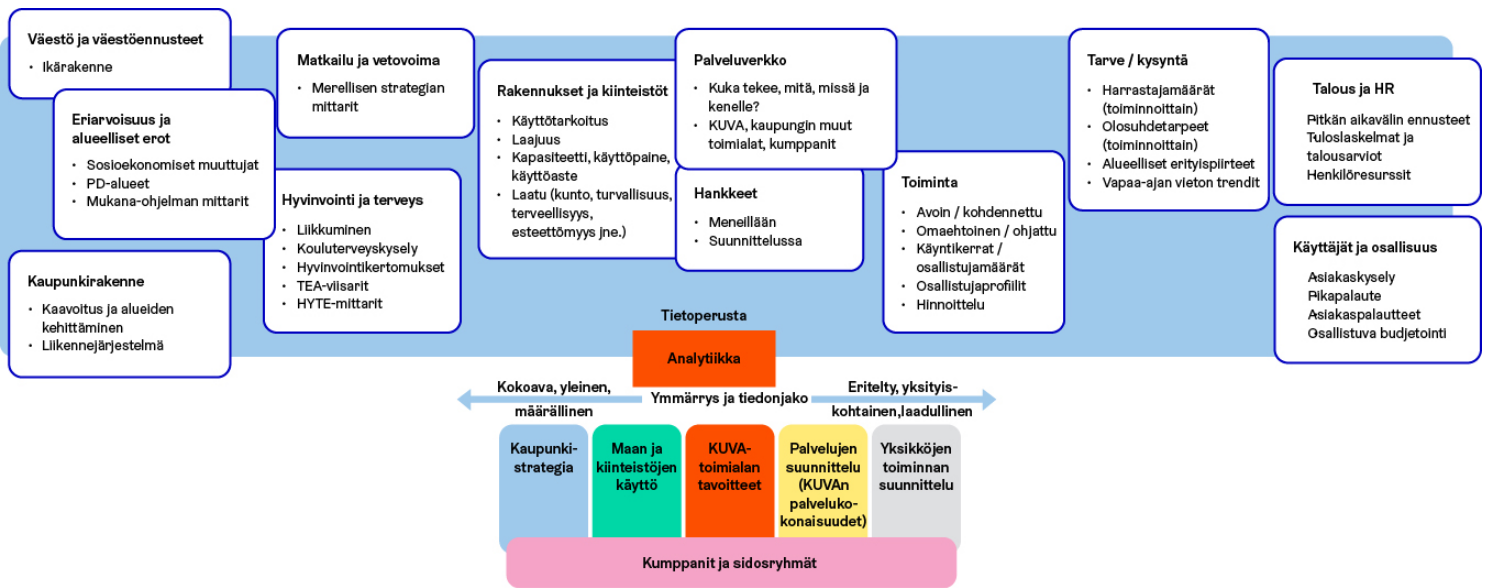 Väestö ja väestöennusteet
• Ikärakenne
Eriarvoisuus ja
alueelliset erot
• Sosioekonomiset muuttujat
• PD-alueet
• Mukana-ohjelman mittarit
Kaupunkirakenne
• Kaavoitus ja alueiden
kehittäminen
• Liikennejärjestelmä
Matkailu ja vetovoima
• Merellisen strategian
mittarit
Hyvinvointi ja terveys
• Liikkuminen
• Kouluterveyskysely
• Hyvinvointikertomukset
• TEA-viisarit
• HYTE-mittarit
Rakennukset ja kiinteistöt
• Käyttötarkoitus
• Laajuus
• Kapasiteetti, käyttöpaine,
käyttöaste
• Laatu (kunto, turvallisuus,
terveellisyys,
esteettömyys jne.)
Palveluverkko
• Kuka tekee, mitä, missä ja
kenelle?
• KUVA, kaupungin muut
toimialat, kumppanit
Hankkeet
• Meneillään
• Suunnittelussa
Toiminta
• Avoin / kohdennettu
• Omaehtoinen / ohjattu
• Käyntikerrat /
osallistujamäärät
• Osallistujaprofiilit
• Hinnoittelu
Tarve / kysyntä
• Harrastajamäärät
(toiminnoittain)
• Olosuhdetarpeet
(toiminnoittain)
• Alueelliset erityispiirteet
• Vapaa-ajan vieton trendit
Talous ja HR
Pitkän aikavälin ennusteet
Tuloslaskelmat ja
talousarviot
Henkilöresurssit
Käyttäjät ja osallisuus
Asiakaskysely
Pikapalaute
Asiakaspalautteet
Osallistuva budjetointi
Tietoperusta
Analytiikka
Kokoava, yleinen,
määrällinen
Ymmärrys ja tiedonjako
Eritelty, yksityis-
kohtainen,laadullinen
Kaupunki-
strategia
Maan ja
kiinteistöjen
käyttö
KUVA-
toimialan
tavoitteet
Palvelujen
suunnittelu
(KUVAn
palveluko-
konaisuudet)
Yksikköjen
toiminnan
suunnittelu
Kumppanit ja sidosryhmät